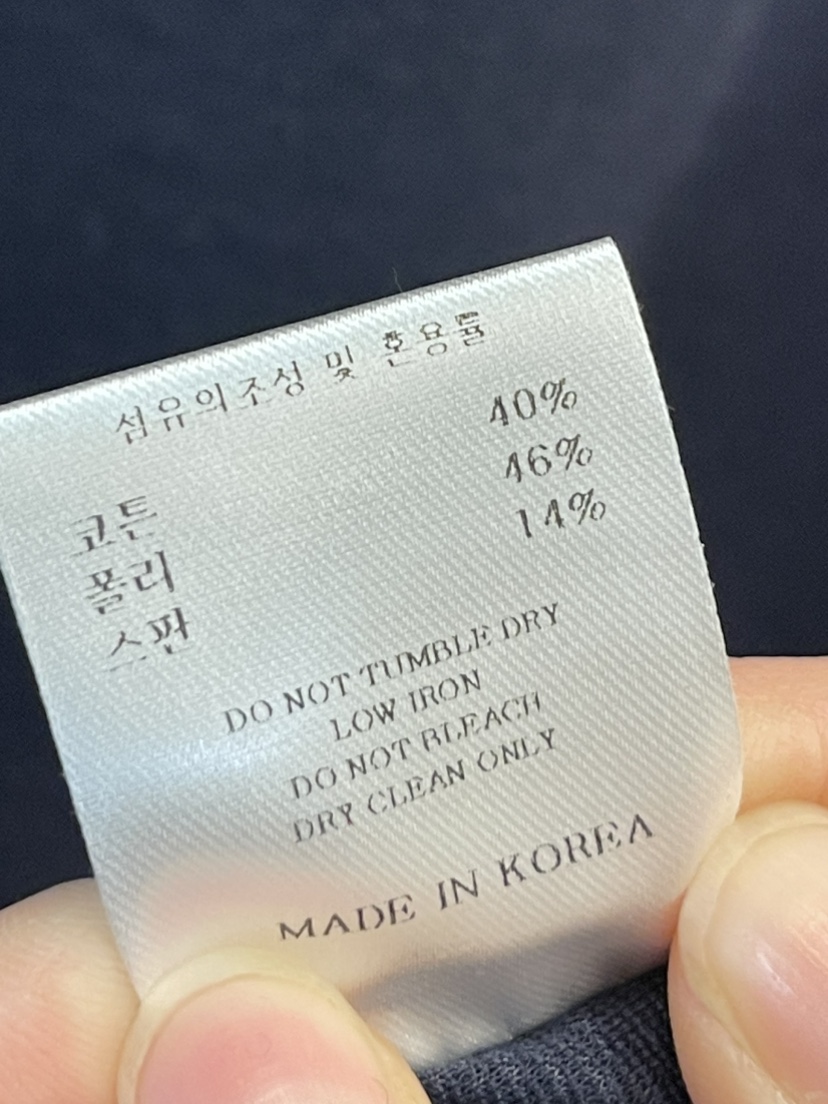 섬유의조성 및 혼용률
코튼 40%
폴리 46%
스판 14%
DO NOT TUMBLE DRY
LOW IRON
DO NOT BLEACH
DRY CLEAN ONLY
MADE IN KOREA